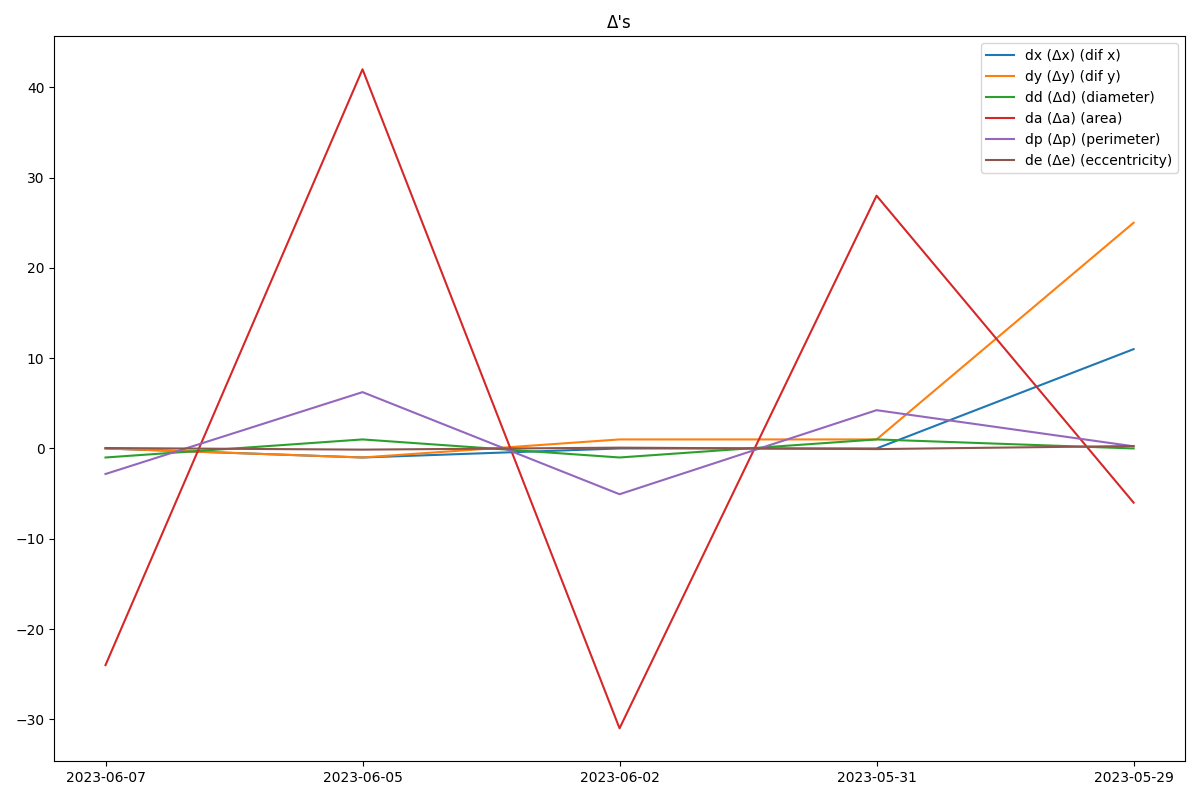 Δ's
dx (Δx) (dif x)
dy (Δy) (dif y)
dd (Δd) (diameter)
da (Δa) (area)
dp (Δp) (perimeter)
de (Δe) (eccentricity)
40
30
20
10
0
−10
−20
−30
2023-06-07 2023-06-05 2023-06-02 2023-05-31 2023-05-29